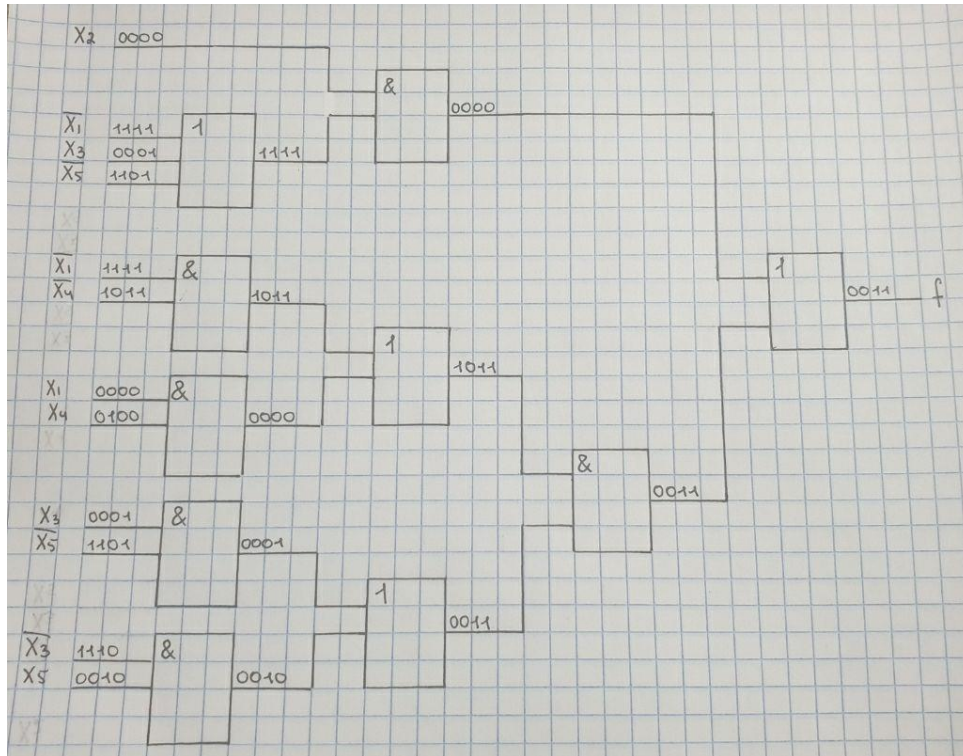 X2 0000
&
0000
X̅₁ 1111 1
X₃ 0001 1111
X̅₅ 1101
X̅₁ 1111 &
X̅₄ 1011 1011
1
0011 f
1
1011
X₁ 0000 &
X₄ 0100 0000
&
0011
X₃ 0001 &
X̅₅ 1101 0001
1
0011
X̅₃ 1110 &
X₅ 0010 0010